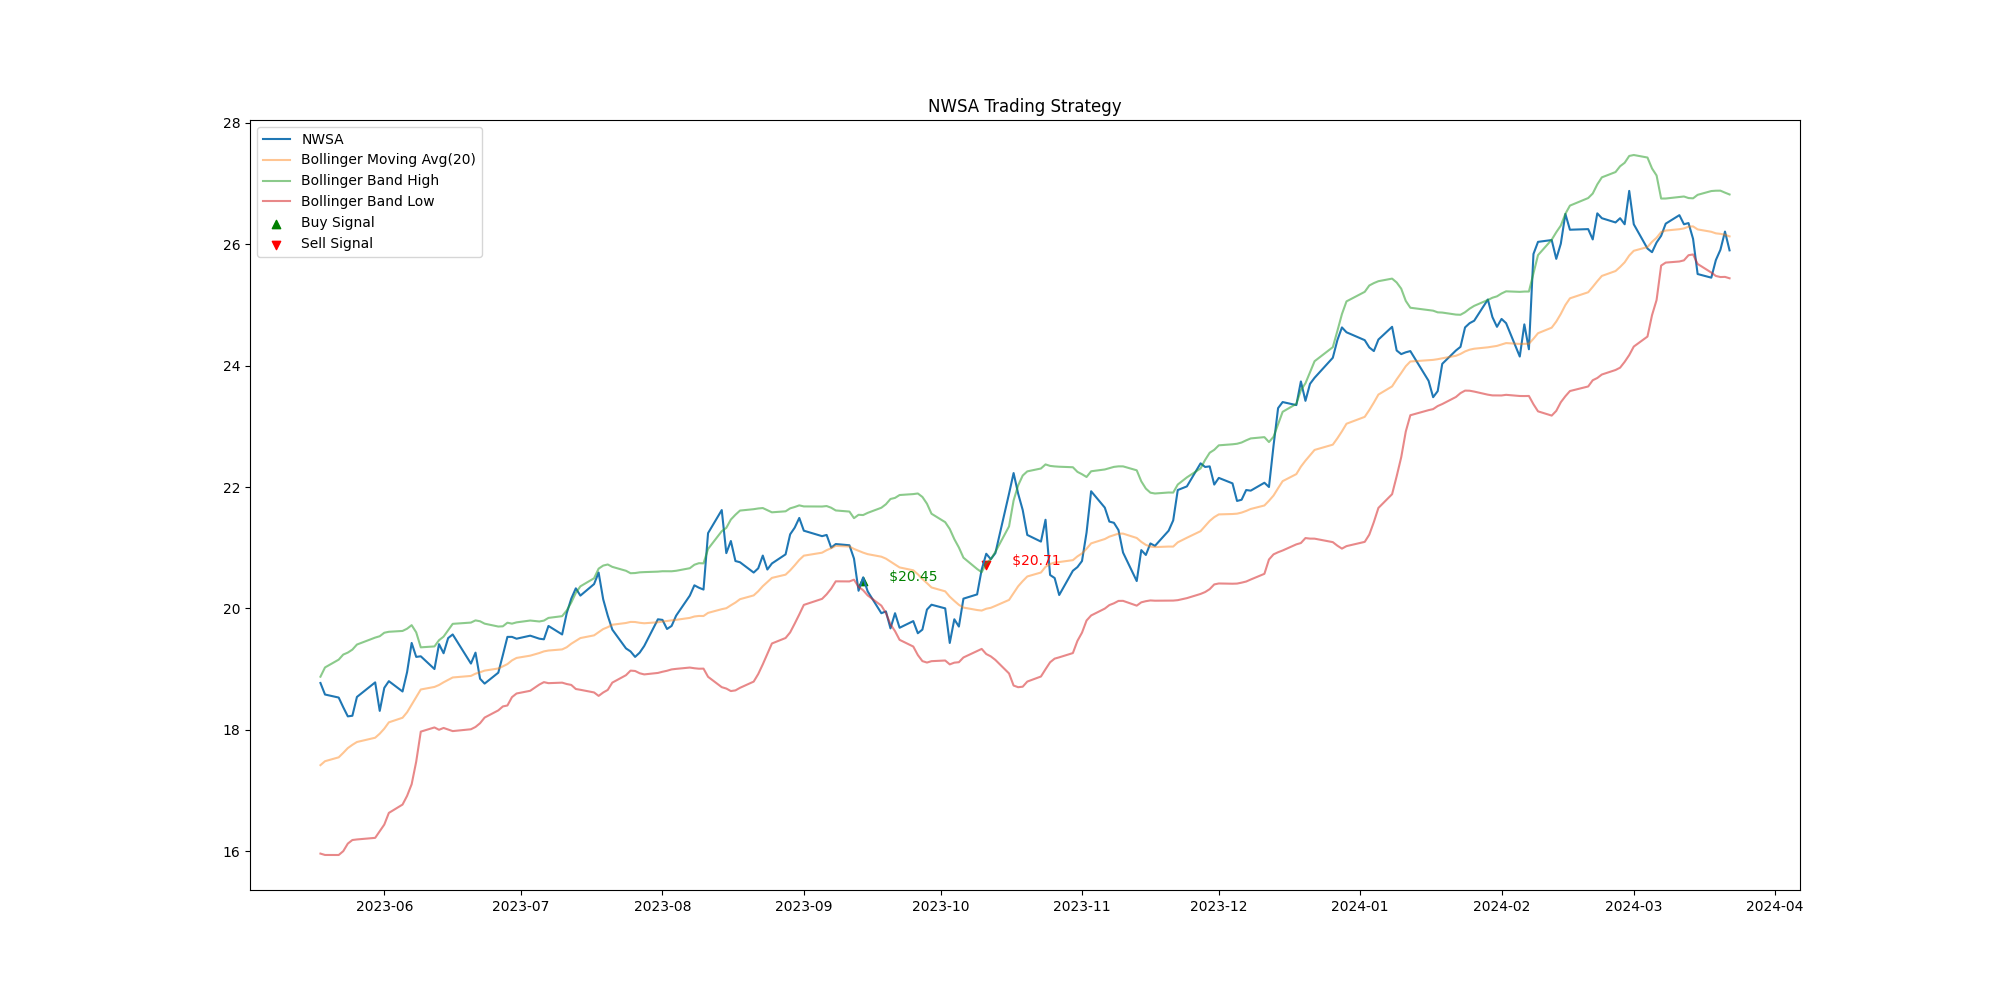 NWSA Trading Strategy
28
26
24
22
20
18
16
NWSA
Bollinger Moving Avg(20)
Bollinger Band High
Bollinger Band Low
Buy Signal
Sell Signal
$20.71
$20.45
2023-06 2023-07 2023-08 2023-09 2023-10 2023-11 2023-12 2024-01 2024-02 2024-03 2024-04